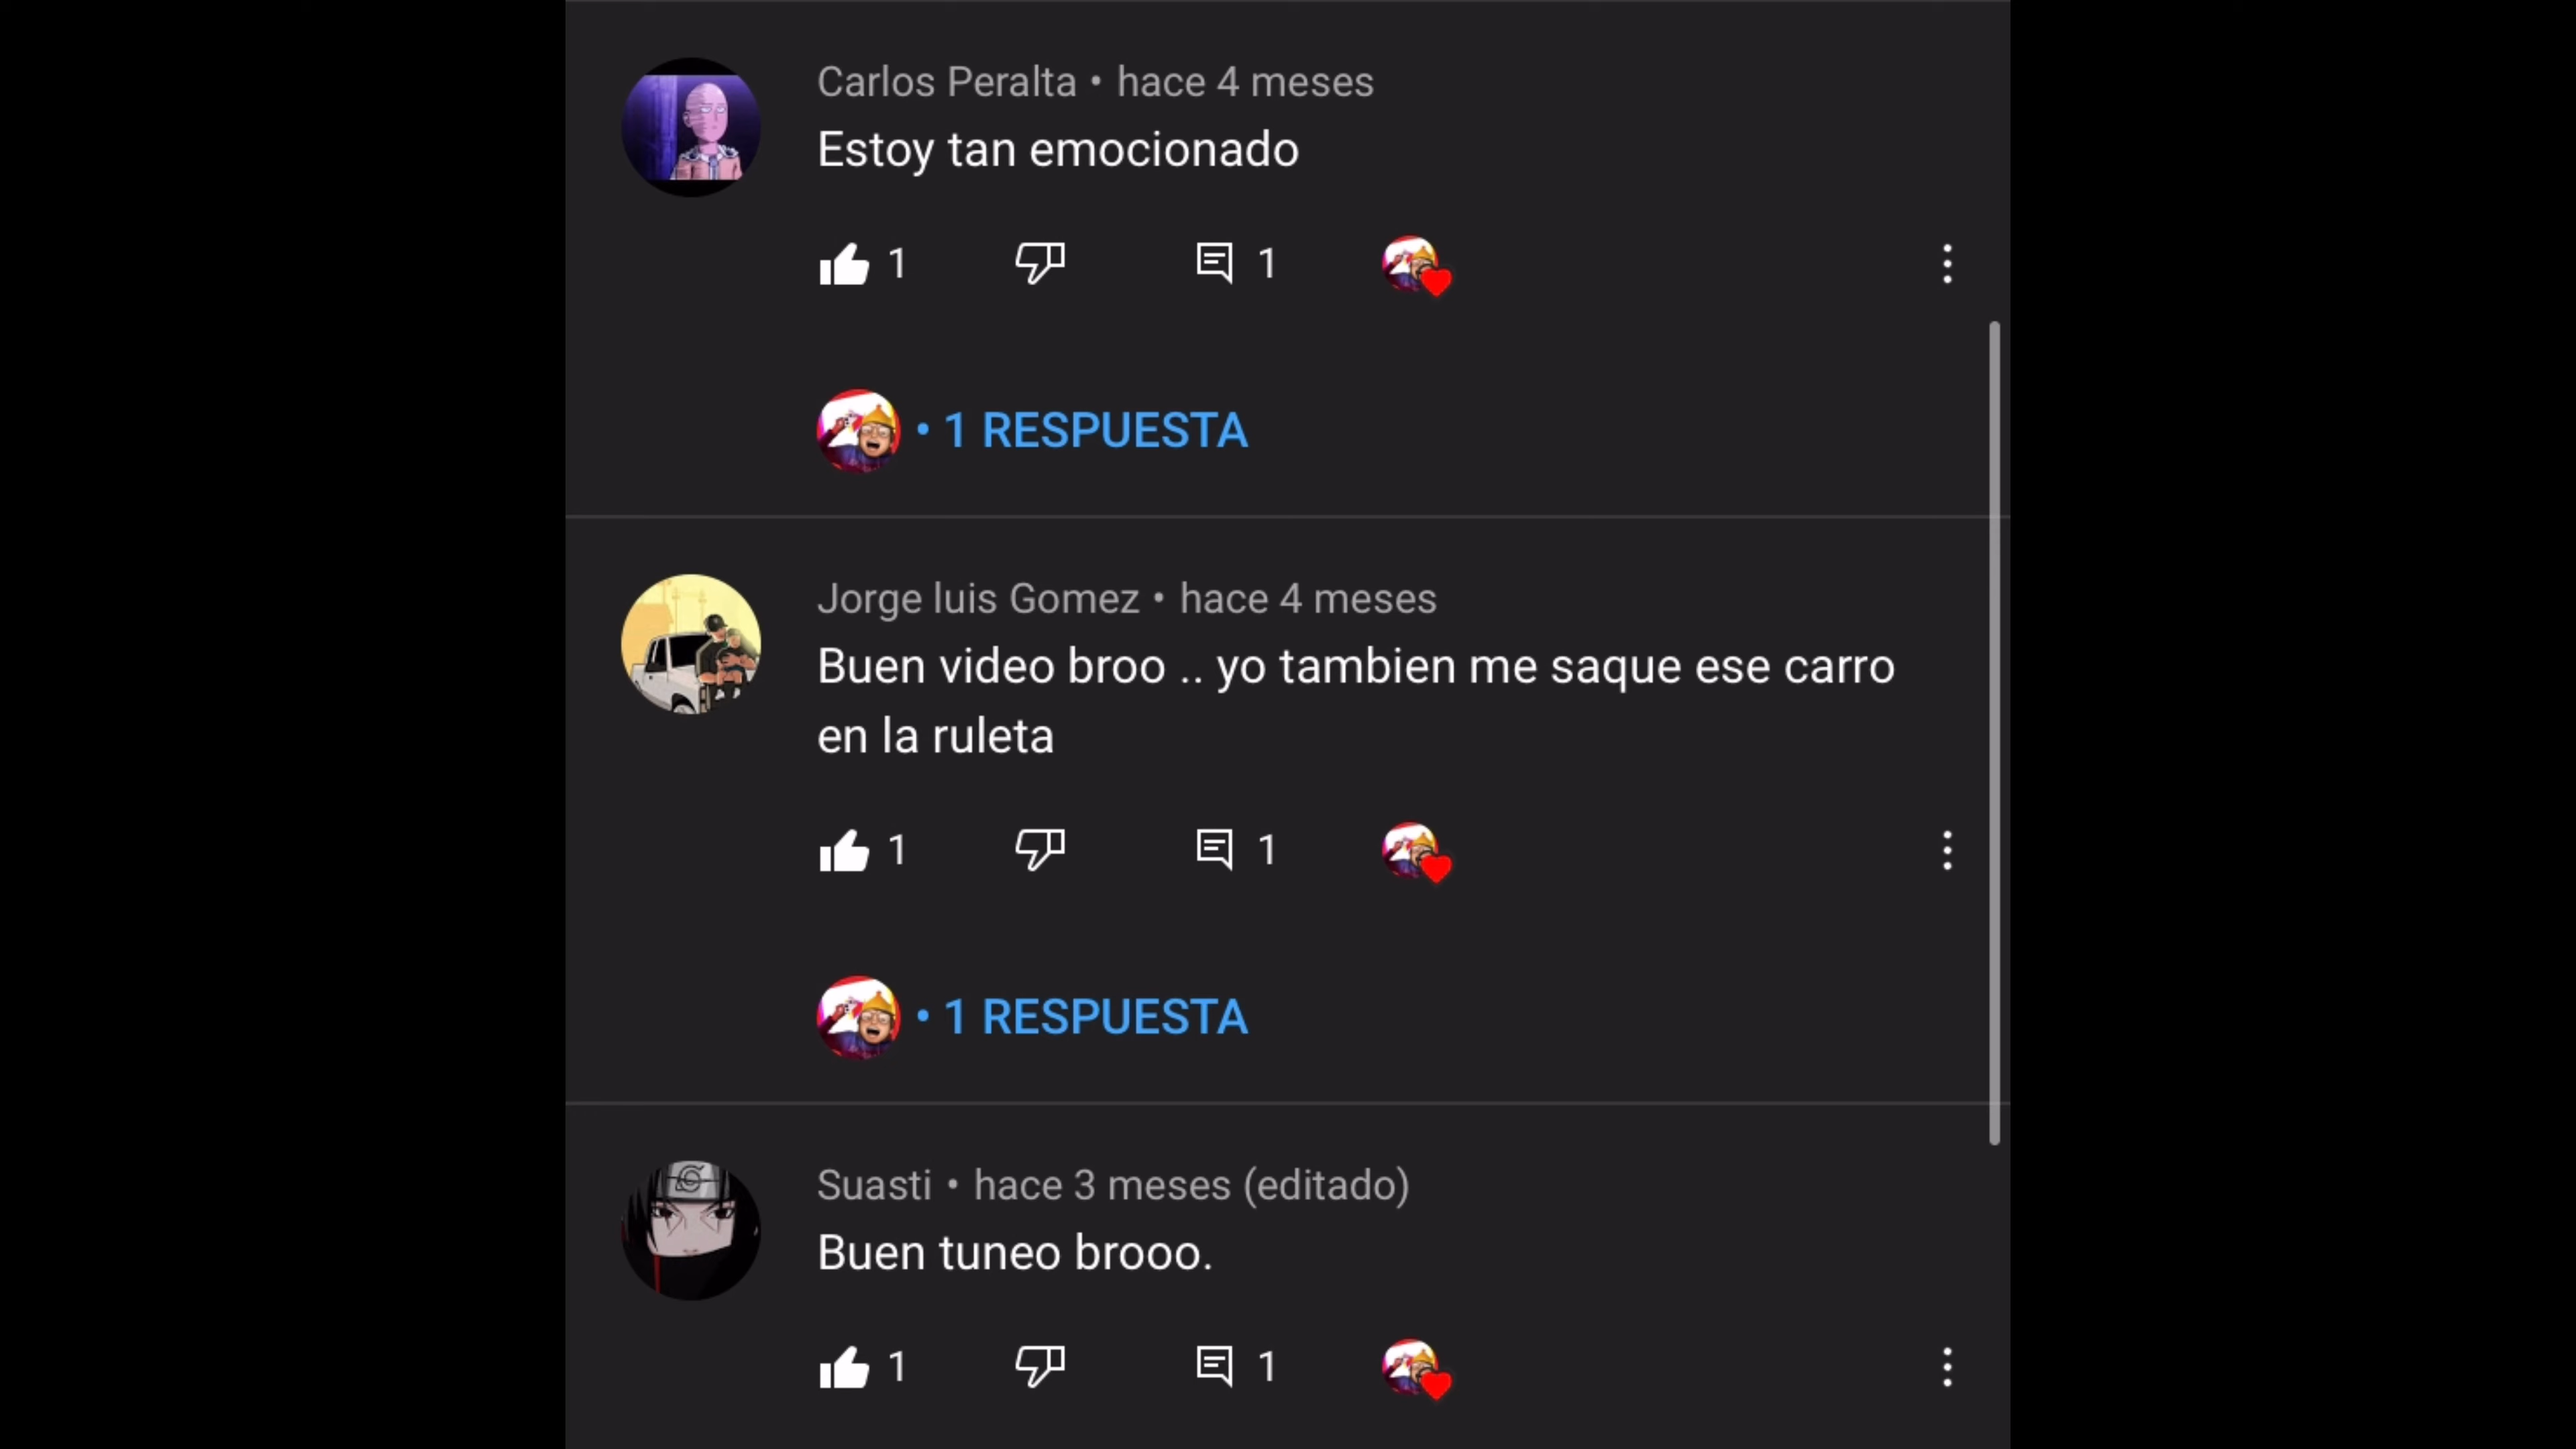 Carlos Peralta • hace 4 meses
Estoy tan emocionado
1 1
• 1 RESPUESTA
Jorge luis Gomez • hace 4 meses
Buen video broo .. yo tambien me saque ese carro
en la ruleta
1 1
• 1 RESPUESTA
Suasti • hace 3 meses (editado)
Buen tuneo brooo.
1 1